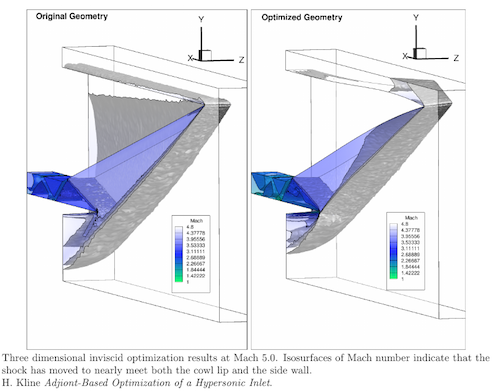 Original Geometry
Y
X
Z
Mach
4.8
4.37778
3.95556
3.53333
3.11111
2.68889
2.26667
1.84444
1.42222
1
Optimized Geometry
Y
X
Z
Mach
4.8
4.37778
3.95556
3.53333
3.11111
2.68889
2.26667
1.84444
1.42222
1
Three dimensional inviscid optimization results at Mach 5.0. Isosurfaces of Mach number indicate that the
shock has moved to nearly meet both the cowl lip and the side wall.
H. Kline Adjiont-Based Optimization of a Hypersonic Inlet.